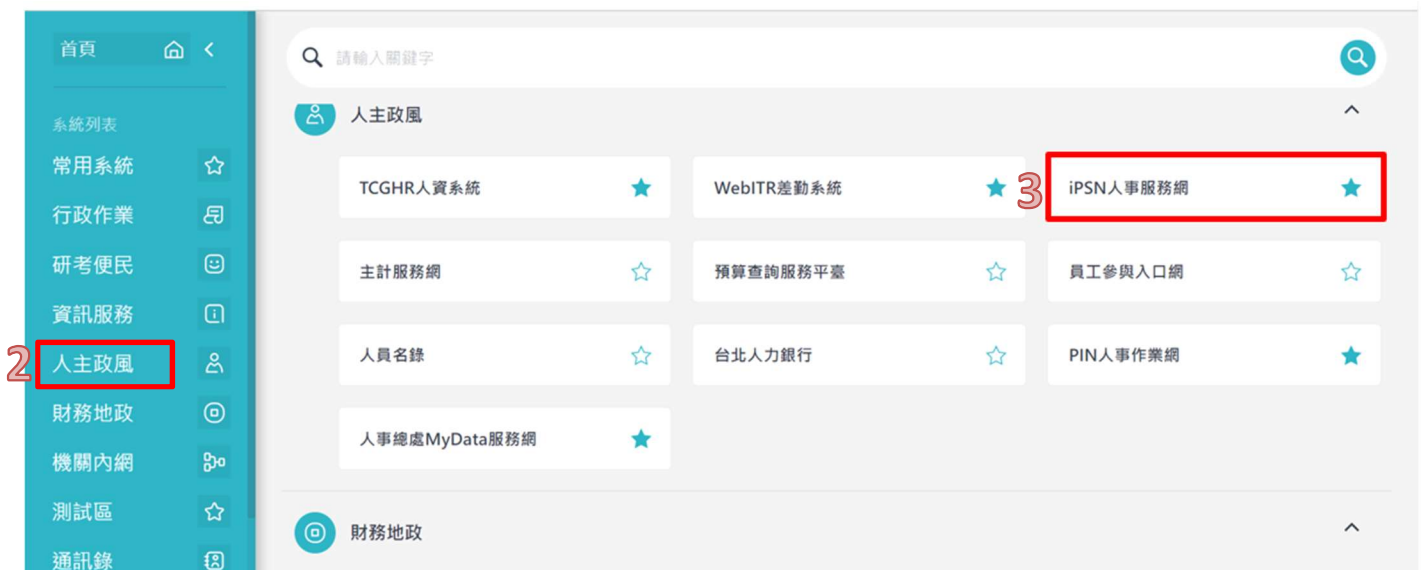 首頁
系統列表
常用系統
行政作業
研考便民
資訊服務
2 人主政風
財務地政
機關內網
測試區
通訊錄
請輸入關鍵字
人主政風
TCGHR人資系統
WebITR差勤系統
3 iPSN人事服務網
主計服務網
預算查詢服務平臺
員工參與入口網
人員名錄
台北人力銀行
PIN人事作業網
人事總處MyData服務網
財務地政